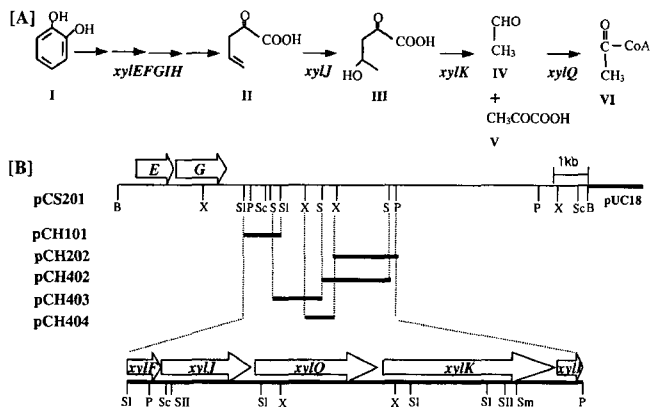 [A]
OH
OH
O
COOH
O
COOH
HO
CHO
CH3
O
CoA
CH3
xylEFGIH
xylJ
xylK
xylQ
I
II
III
IV
+
CH3COCOOH
V
VI
[B]
E
G
1kb
pCS201
B
X
Sl
P
Sc
S
Sl
X
S
X
S
P
P
X
Sc
B
pUC18
pCH101
pCH202
pCH402
pCH403
pCH404
xylF
xylJ
xylQ
xylK
Sl
P
Sc
SII
Sl
X
X
Sl
Sl
SII
Sm
P